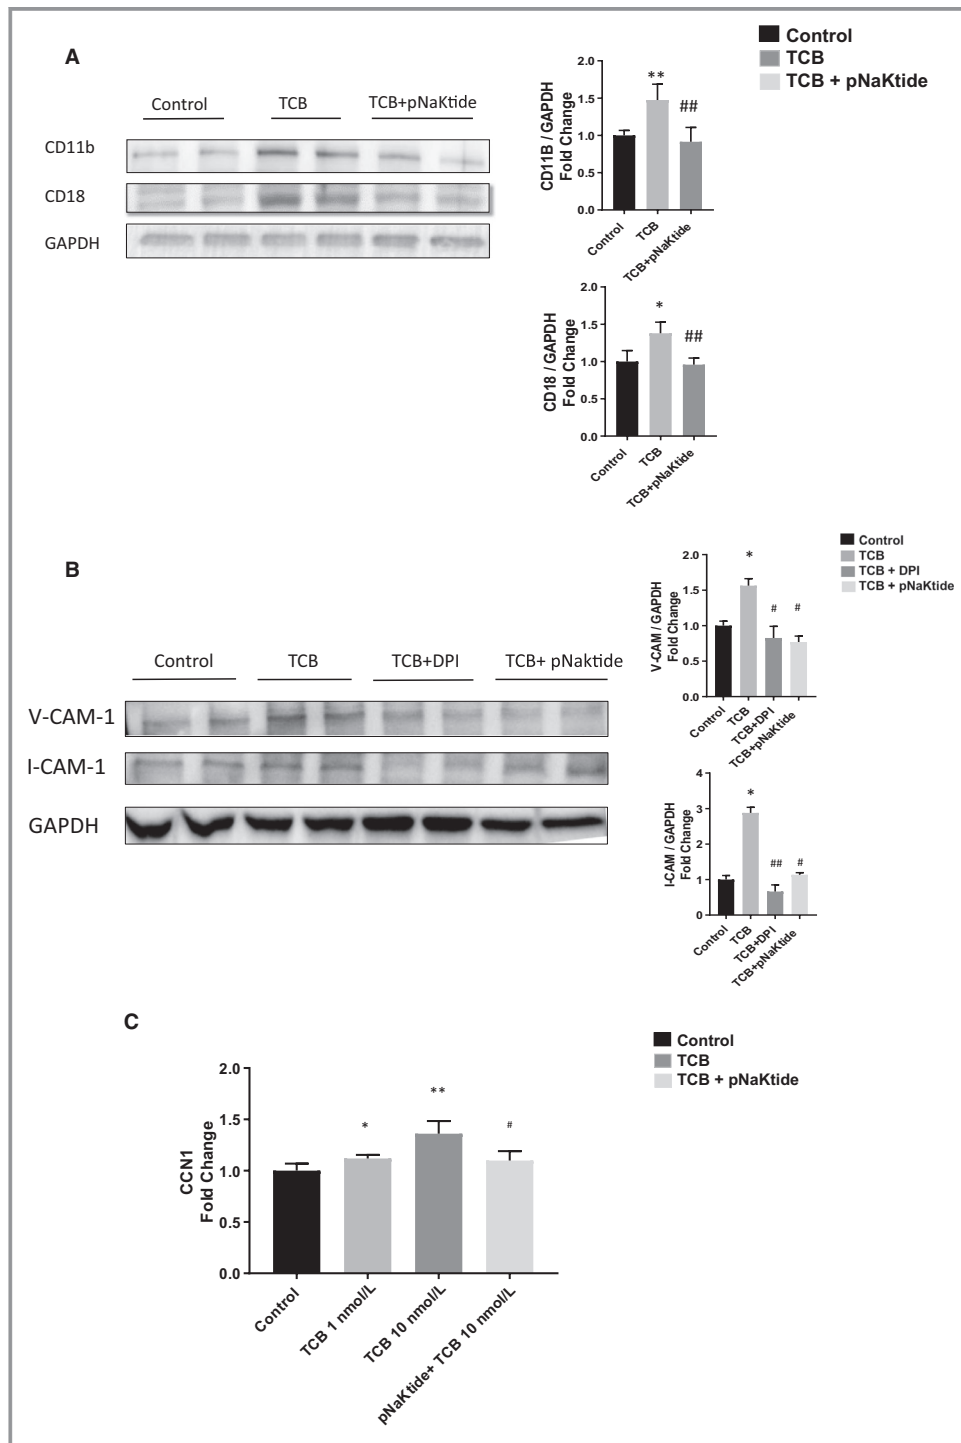 A
Control
TCB
TCB + pNaKtide
Control TCB TCB+pNaKtide
CD11b
CD18
GAPDH
CD11B / GAPDH
Fold Change
2.0
1.5
1.0
0.5
0.0
**
##
Control
TCB
TCB+pNaKtide
CD18 / GAPDH
Fold Change
2.0
1.5
1.0
0.5
0.0
*
##
Control
TCB
TCB+pNaKtide
B
Control
TCB
TCB + DPI
TCB + pNaKtide
Control TCB TCB+DPI TCB+ pNaktide
V-CAM-1
I-CAM-1
GAPDH
V-CAM / GAPDH
Fold Change
2.0
1.5
1.0
0.5
0.0
*
#
#
Control
TCB
TCB+DPI
TCB+pNaKtide
I-CAM / GAPDH
Fold Change
4
3
2
1
0
*
##
#
Control
TCB
TCB+DPI
TCB+pNaKtide
C
Control
TCB
TCB + pNaKtide
CCN1
Fold Change
2.0
1.5
1.0
0.5
0.0
*
**
#
Control
TCB 1 nmol/L
TCB 10 nmol/L
pNaKtide+ TCB 10 nmol/L